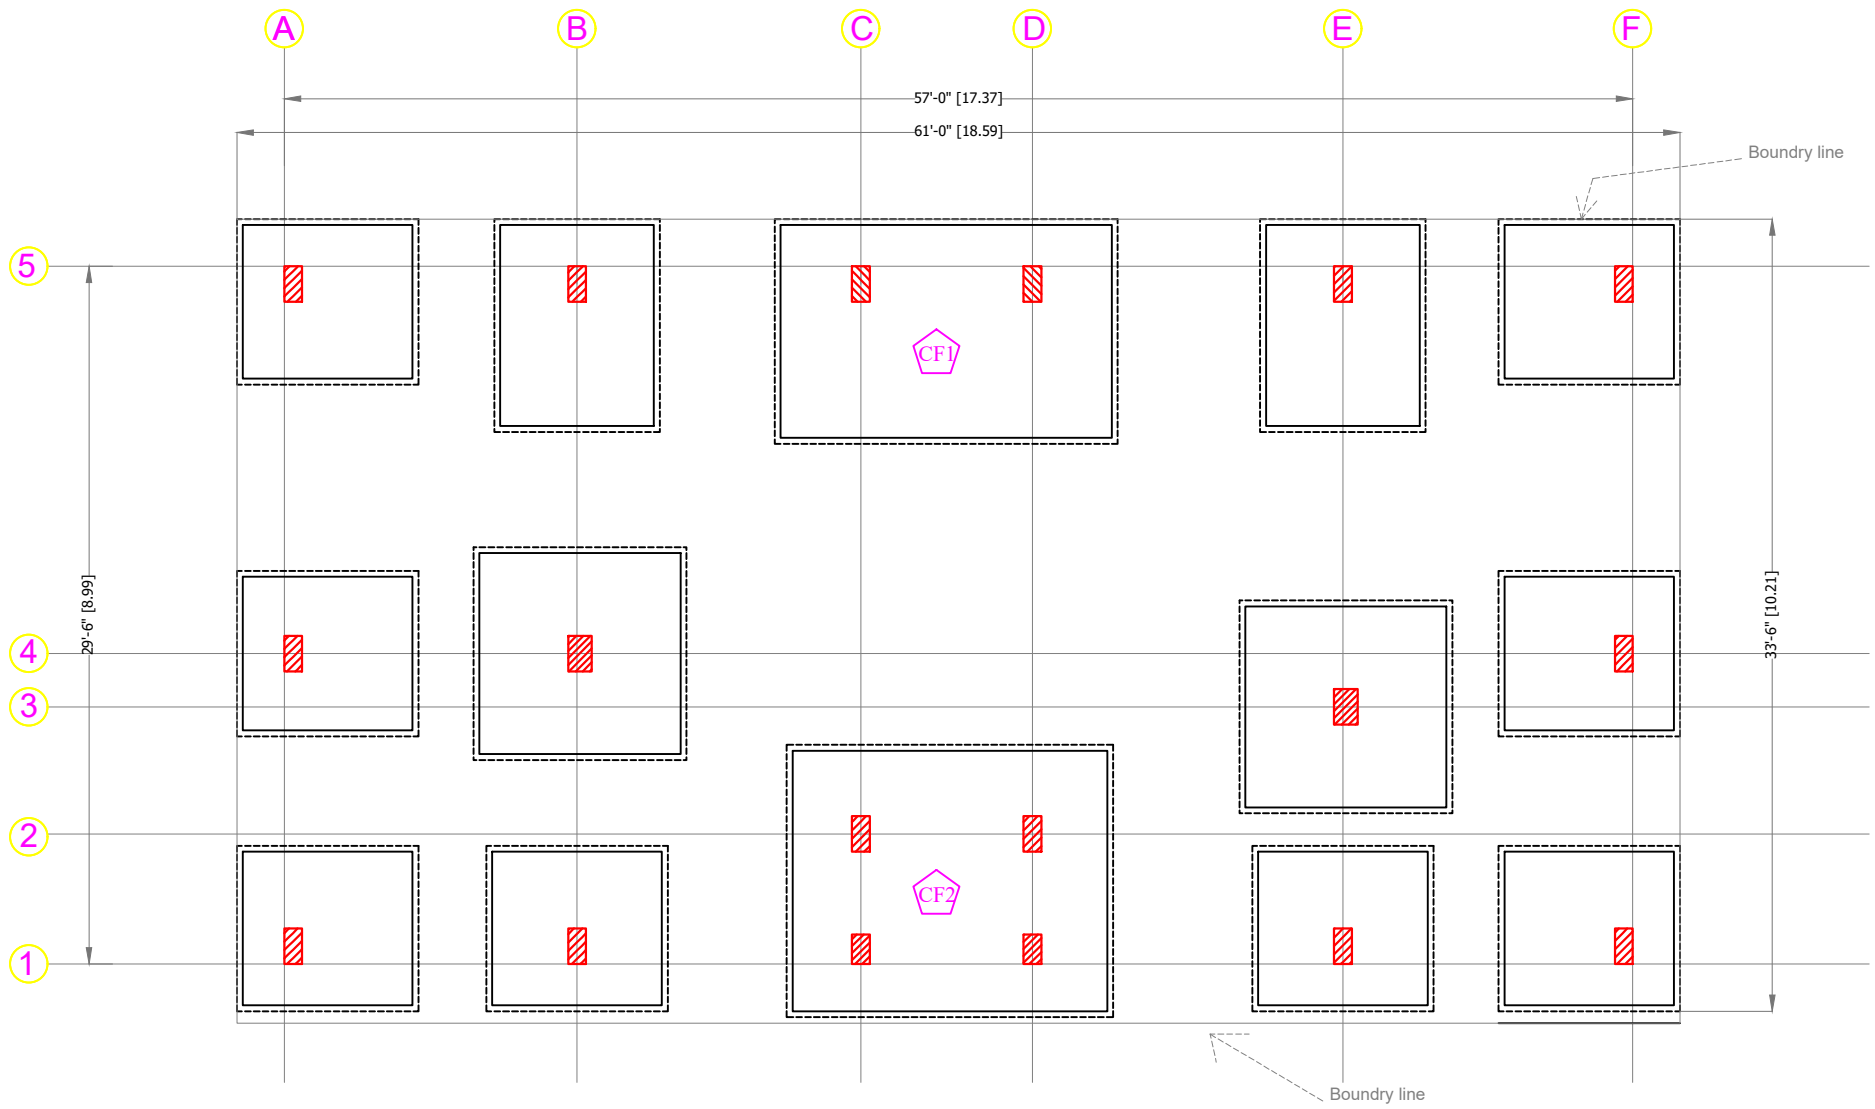 A B C D E F
57'-0" [17.37]
61'-0" [18.59]
Boundry line
5
CF1
29'-6" [8.99]
33'-6" [10.21]
4
3
2
CF2
1
Boundry line